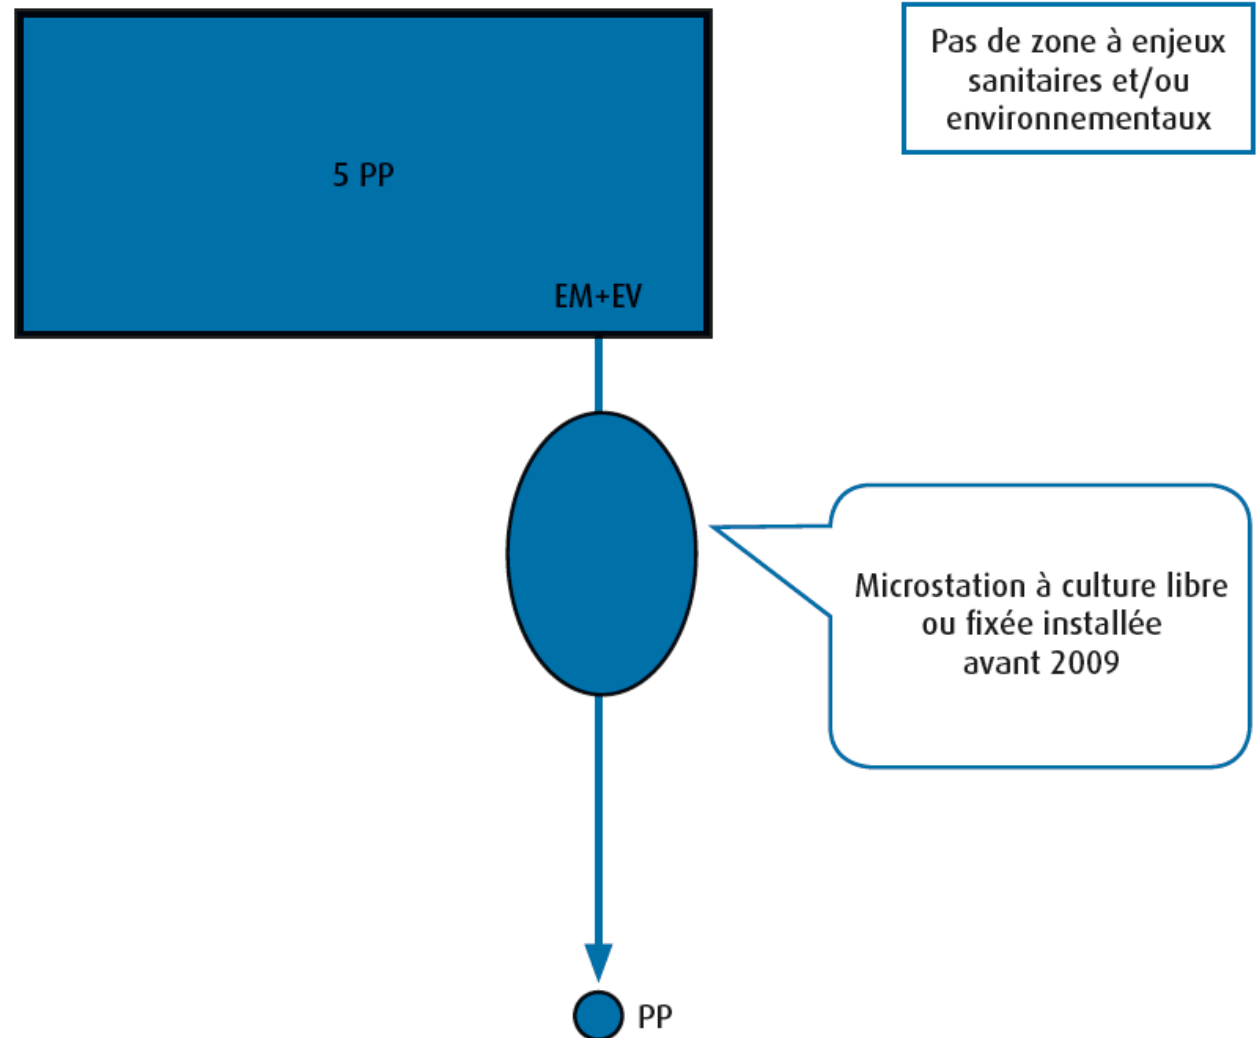 Pas de zone à enjeux
sanitaires et/ou
environnementaux
5 PP
EM+EV
Microstation à culture libre
ou fixée installée
avant 2009
PP